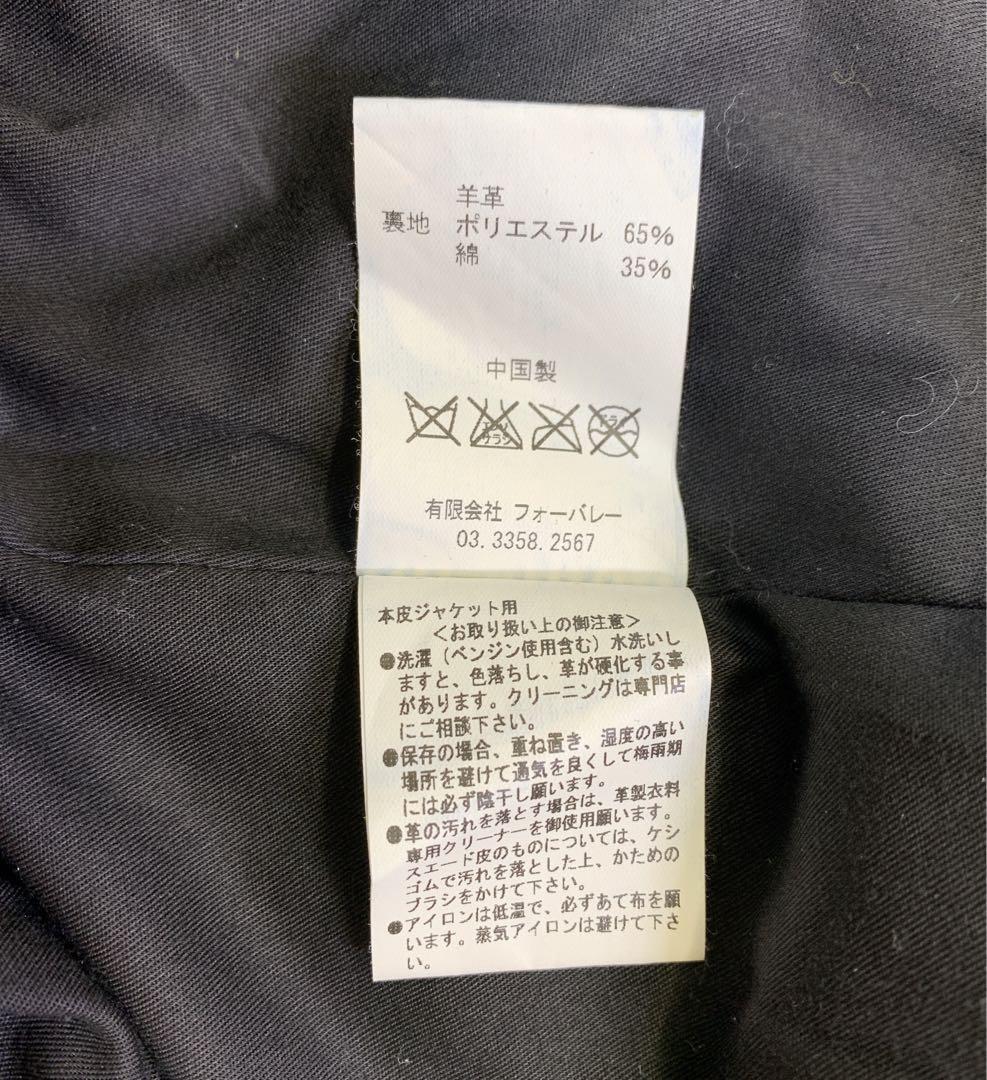 羊革
裏地 ポリエステル 65%
綿 35%
中国製
エンソ
サラシ
ドライ
有限会社 フォーバレー
03.3358.2567
本皮ジャケット用
<お取り扱い上の御注意>
●洗濯(ベンジン使用含む)水洗いし
ますと、色落ちし、革が硬化する事
があります。クリーニングは専門店
にご相談下さい。
●保存の場合、重ね置き、湿度の高い
場所を避けて通気を良くして梅雨期
には必ず陰干し願います。
●革の汚れを落とす場合は、革製衣料
専用クリーナーを御使用願います。
スエード皮のものについては、ケシ
ゴムで汚れを落とした上、かための
ブラシをかけて下さい。
●アイロンは低温で、必ずあて布を願
います。蒸気アイロンは避けて下さ
い。